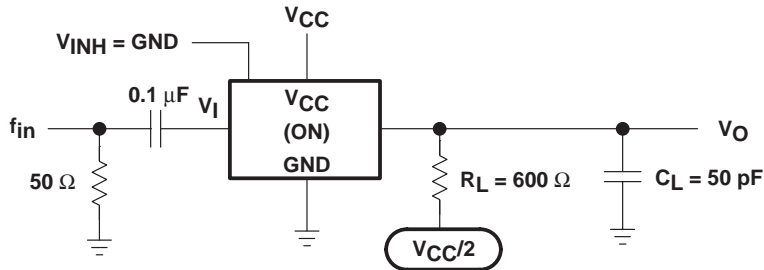 VCC
VINH = GND
0.1 μF
VI
VCC
(ON)
GND
fin
VO
50 Ω
RL = 600 Ω
CL = 50 pF
VCC/2